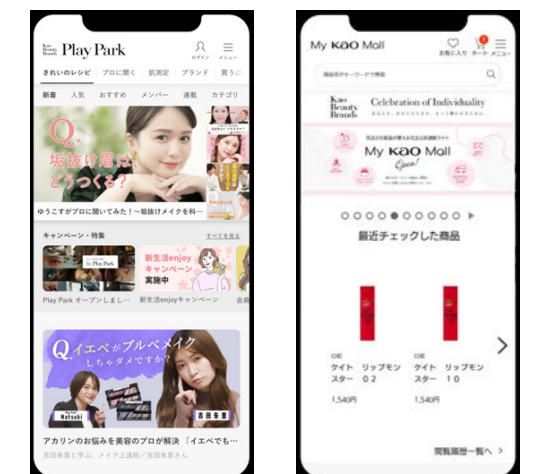 Kao Beauty Brands Play Park
ログイン メニュー
きれいのレシピ プロに聞く 肌測定 ブランド 買う
新着 人気 おすすめ メンバー 連載 カテゴリ
Q.
垢抜け眉は
どうつくる？
ゆうこすがプロに聞いてみた！～垢抜けメイクを科…
キャンペーン・特集 すべてを見る
Play Park
新生活enjoy
キャンペーン
実施中
Play Park オープンしまし… 新生活enjoyキャンペーン 会員
Q.イエベがブルベメイク
しちゃダメですか？
Natsuki
吉田朱里
アカリンのお悩みを美容のプロが解決 「イエベでも…
吉田朱里と学ぶ、メイク上達術／吉田朱里さん
My Kao Mall
お気に入り カート メニュー
商品名やキーワードで検索
Kao Beauty Brands Celebration of Individuality
My Kao Mall
Open!
最近チェックした商品
ケイト リップモンスター 02
1,540円
ケイト リップモンスター 10
1,540円
閲覧履歴一覧へ